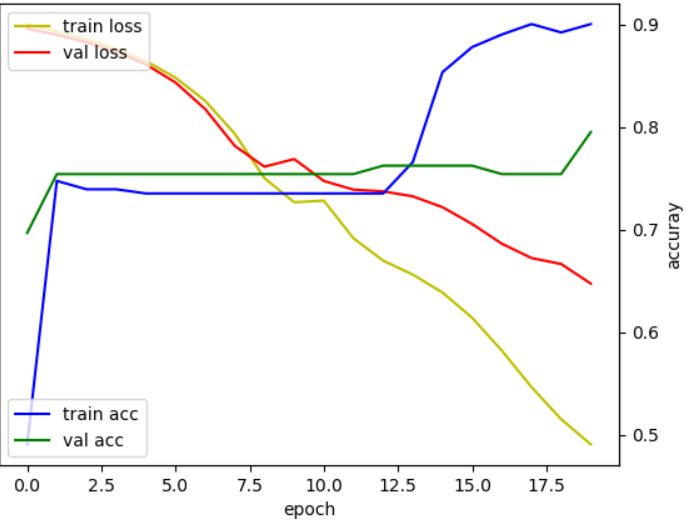 train loss
val loss
train acc
val acc
0.9
0.8
0.7
0.6
0.5
accuray
0.0 2.5 5.0 7.5 10.0 12.5 15.0 17.5
epoch